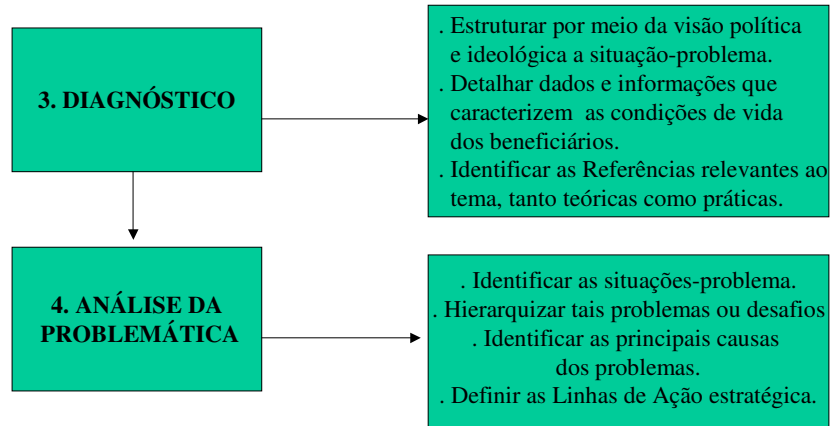 3. DIAGNÓSTICO
. Estruturar por meio da visão política
e ideológica a situação-problema.
. Detalhar dados e informações que
caracterizem as condições de vida
dos beneficiários.
. Identificar as Referências relevantes ao
tema, tanto teóricas como práticas.
4. ANÁLISE DA
PROBLEMÁTICA
. Identificar as situações-problema.
. Hierarquizar tais problemas ou desafios
. Identificar as principais causas
dos problemas.
. Definir as Linhas de Ação estratégica.